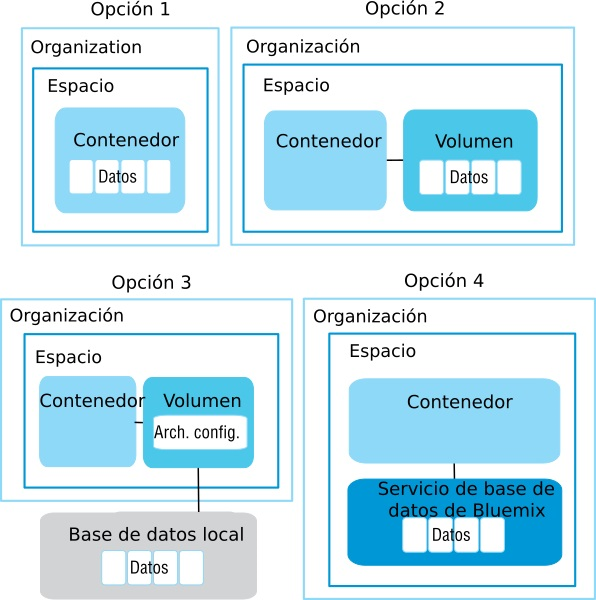 Opción 1
Organization
Espacio
Contenedor
Datos
Opción 2
Organización
Espacio
Contenedor
Volumen
Datos
Opción 3
Organización
Espacio
Contenedor
Volumen
Arch. config.
Base de datos local
Datos
Opción 4
Organización
Espacio
Contenedor
Servicio de base de
datos de Bluemix
Datos